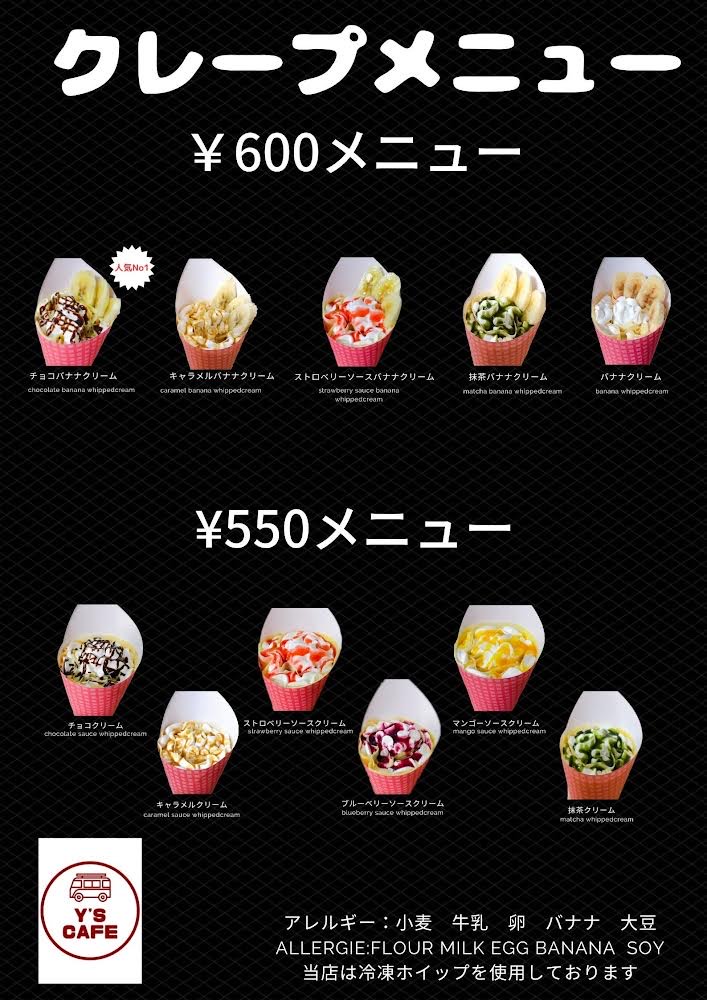 クレープメニュー
￥600メニュー
人気No1
チョコバナナクリーム
chocolate banana whippedcream
キャラメルバナナクリーム
caramel banana whippedcream
ストロベリーソースバナナクリーム
strawberry sauce banana
whippedcream
抹茶バナナクリーム
matcha banana whippedcream
バナナクリーム
banana whippedcream
¥550メニュー
チョコクリーム
chocolate sauce whippedcream
ストロベリーソースクリーム
strawberry sauce whippedcream
マンゴーソースクリーム
mango sauce whippedcream
キャラメルクリーム
caramel sauce whippedcream
ブルーベリーソースクリーム
blueberry sauce whippedcream
抹茶クリーム
matcha whippedcream
Y'S
CAFE
アレルギー：小麦　牛乳　卵　バナナ　大豆
ALLERGIE:FLOUR MILK EGG BANANA  SOY
当店は冷凍ホイップを使用しております